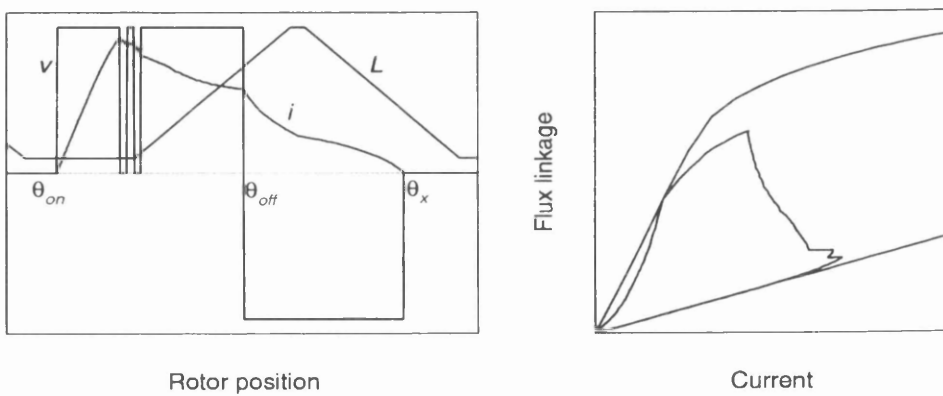 v
L
i
θon
θoff
θx
Rotor position
Flux linkage
Current